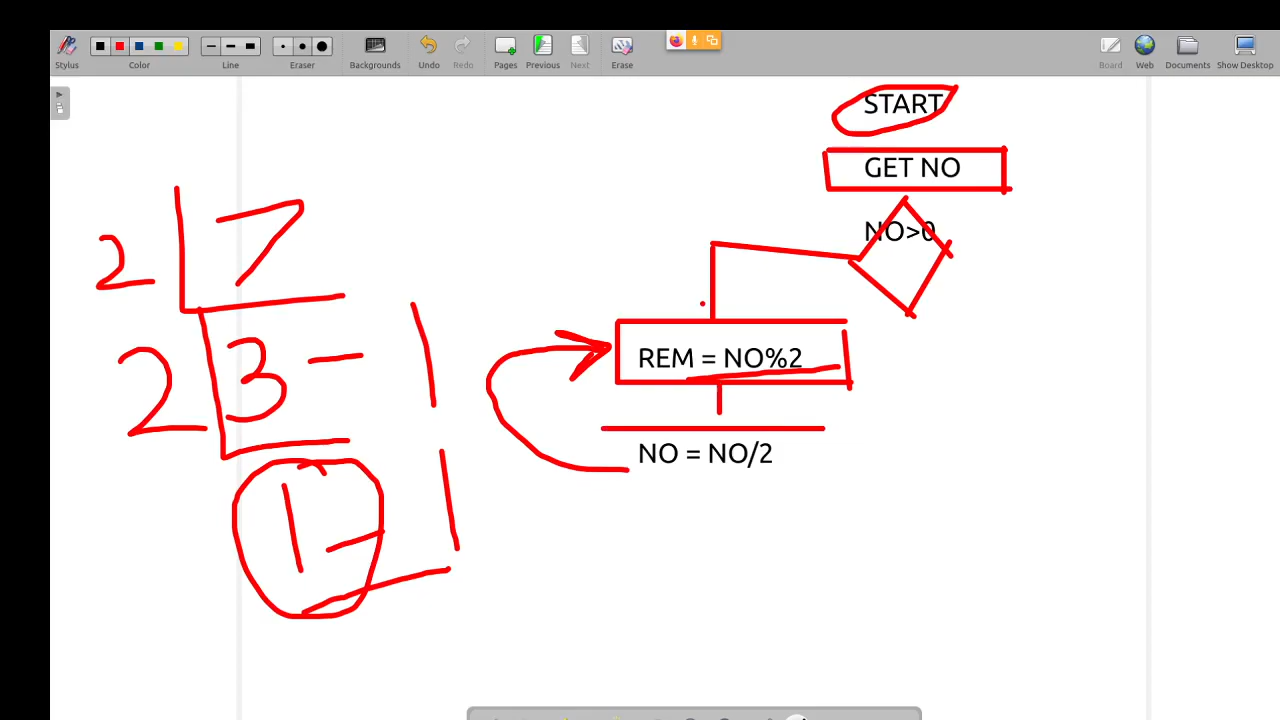 Stylus
Color
Line
Eraser
Backgrounds
Undo
Redo
Pages
Previous
Next
Erase
Board
Web
Documents
Show Desktop
START
GET NO
NO>0
REM = NO%2
NO = NO/2
2 7
2 3 - 1
1 - 1